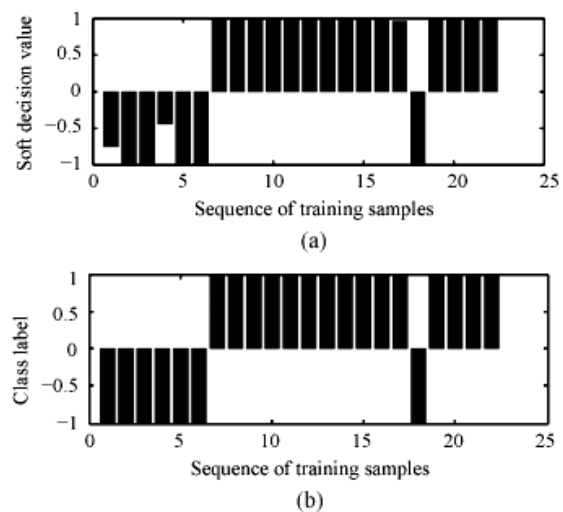 1
0.5
0
−0.5
−1
Soft decision value
0 5 10 15 20 25
Sequence of training samples
(a)
1
0.5
0
−0.5
−1
Class label
0 5 10 15 20 25
Sequence of training samples
(b)